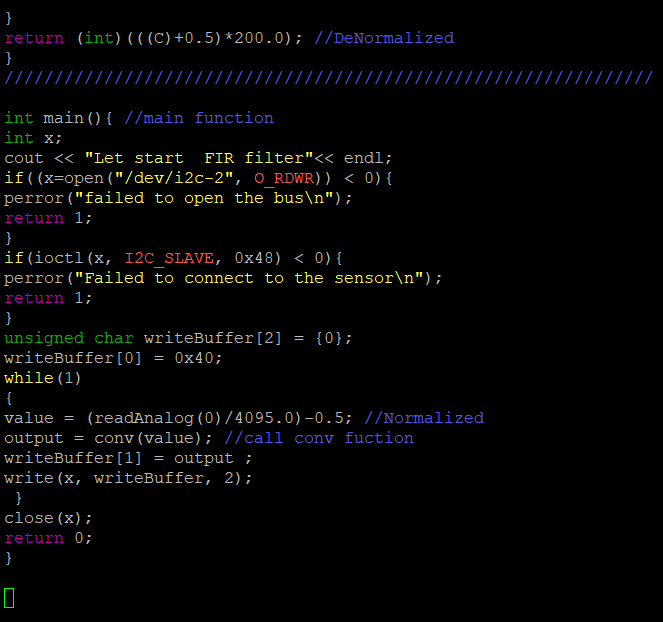 }
return (int)(((C)+0.5)*200.0); //DeNormalized
}
/////////////////////////////////////////////////////////////////
int main(){ //main function
int x;
cout << "Let start  FIR filter"<< endl;
if((x=open("/dev/i2c-2", O_RDWR)) < 0){
perror("failed to open the bus\n");
return 1;
}
if(ioctl(x, I2C_SLAVE, 0x48) < 0){
perror("Failed to connect to the sensor\n");
return 1;
}
unsigned char writeBuffer[2] = {0};
writeBuffer[0] = 0x40;
while(1)
{
value = (readAnalog(0)/4095.0)-0.5; //Normalized
output = conv(value); //call conv fuction
writeBuffer[1] = output ;
write(x, writeBuffer, 2);
 }
close(x);
return 0;
}